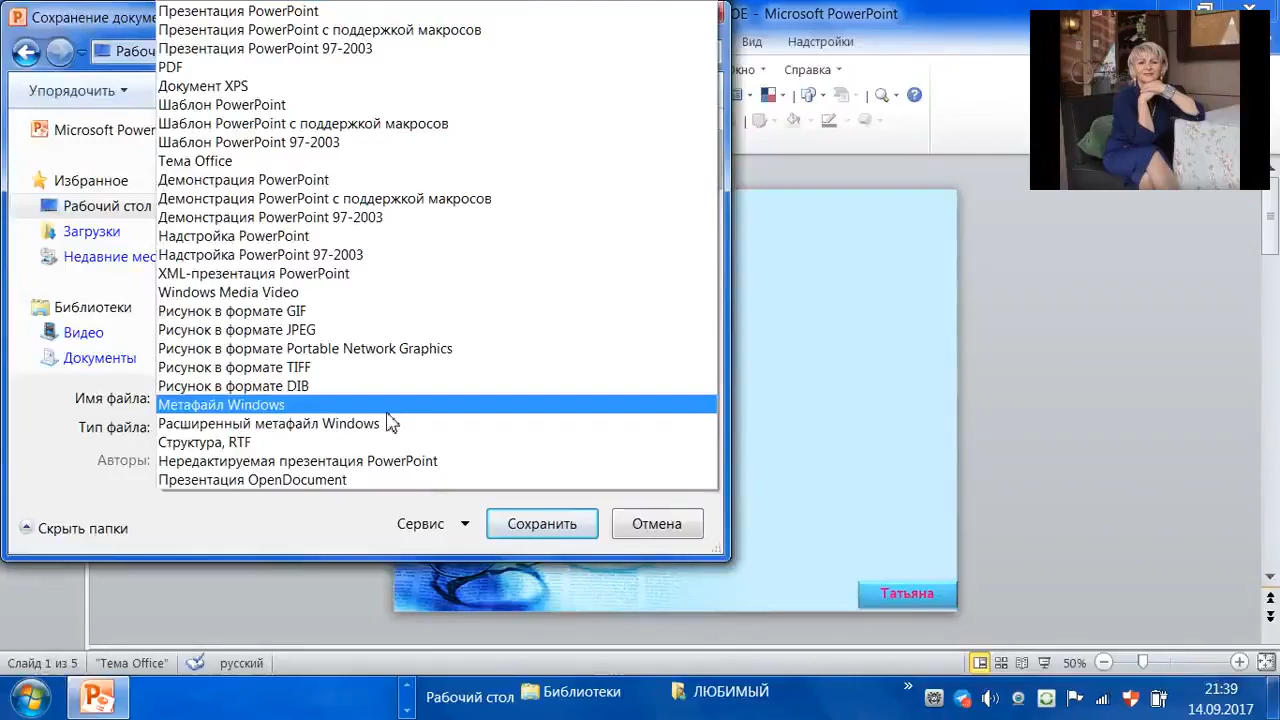 Сохранение докуме
Презентация PowerPoint
Презентация PowerPoint с поддержкой макросов
Презентация PowerPoint 97-2003
PDF
Документ XPS
Шаблон PowerPoint
Шаблон PowerPoint с поддержкой макросов
Шаблон PowerPoint 97-2003
Тема Office
Демонстрация PowerPoint
Демонстрация PowerPoint с поддержкой макросов
Демонстрация PowerPoint 97-2003
Надстройка PowerPoint
Надстройка PowerPoint 97-2003
XML-презентация PowerPoint
Windows Media Video
Рисунок в формате GIF
Рисунок в формате JPEG
Рисунок в формате Portable Network Graphics
Рисунок в формате TIFF
Рисунок в формате DIB
Метафайл Windows
Расширенный метафайл Windows
Структура, RTF
Нередактируемая презентация PowerPoint
Презентация OpenDocument
Рабоч
Упорядочить
Microsoft Power
Избранное
Рабочий стол
Загрузки
Недавние мес
Библиотеки
Видео
Документы
Имя файла:
Тип файла:
Авторы:
Скрыть папки
Сервис
Сохранить
Отмена
DE - Microsoft PowerPoint
Вид
Надстройки
Окно
Справка
Татьяна
Слайд 1 из 5
"Тема Office"
русский
50%
Рабочий стол
Библиотеки
ЛЮБИМЫЙ
21:39
14.09.2017